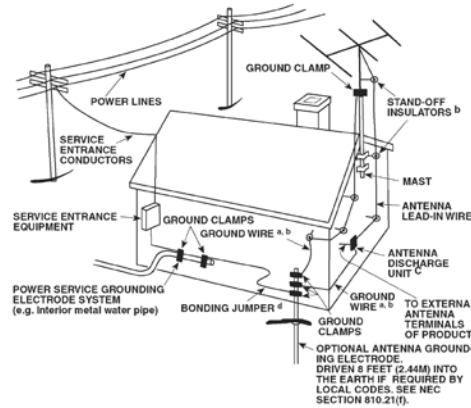 GROUND CLAMP
POWER LINES
STAND-OFF
INSULATORS b
SERVICE
ENTRANCE
CONDUCTORS
MAST
ANTENNA
LEAD-IN WIRE
SERVICE ENTRANCE
EQUIPMENT
GROUND CLAMPS
GROUND WIRE a, b
ANTENNA
DISCHARGE
UNIT C
POWER SERVICE GROUNDING
ELECTRODE SYSTEM
(e.g. Interior metal water pipe)
BONDING JUMPER d
GROUND
WIRE a, b
GROUND
CLAMPS
TO EXTERNA
ANTENNA
TERMINALS
OF PRODUCT
OPTIONAL ANTENNA GROUND-
ING ELECTRODE.
DRIVEN 8 FEET (2.44M) INTO
THE EARTH IF REQUIRED BY
LOCAL CODES. SEE NEC
SECTION 810.21(f).